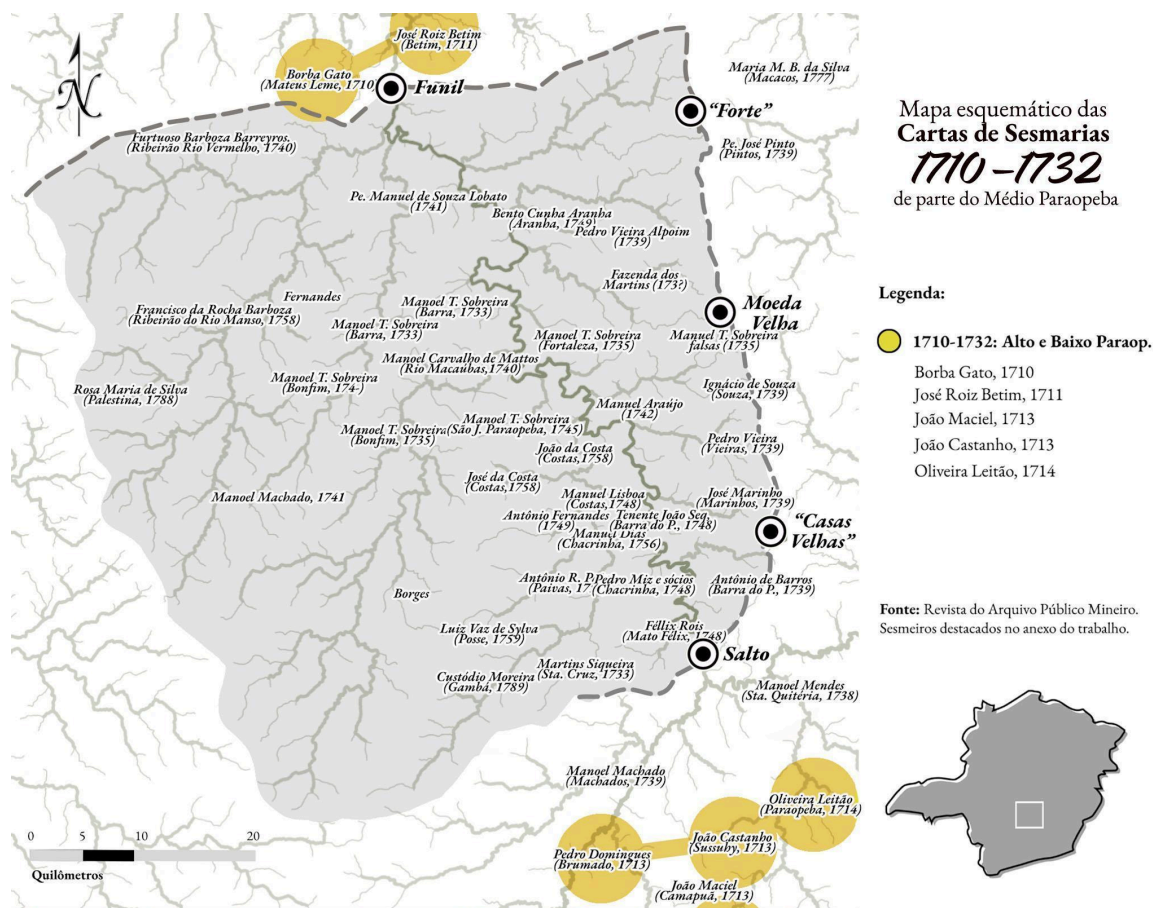 José Roiz Betim
(Betim, 1711)
Borba Gato
(Mateus Leme, 1710)
Funil
N
Maria M. B. da Silva
(Macacos, 1777)
“Forte”
Furtuoso Barboza Barreyros.
(Ribeirão Rio Vermelho, 1740)
Pe. José Pinto
(Pintos, 1739)
Pe. Manuel de Souza Lobato
(1741)
Bento Cunha Aranha
(Aranha, 1749)
Pedro Vieira Alpoim
(1739)
Fazenda dos
Martins (173?)
Fernandes
Francisco da Rocha Barboza
(Ribeirão do Rio Manso, 1758)
Manoel T. Sobreira
(Barra, 1733)
Manoel T. Sobreira
(Barra, 1733)
Moeda
Velha
Manoel T. Sobreira
(Fortaleza, 1735)
Manuel T. Sobreira
falsas (1735)
Manoel Carvalho de Mattos
(Rio Macaúbas,1740)
Rosa Maria de Silva
(Palestina, 1788)
Manoel T. Sobreira
(Bonfim, 174-)
Ignácio de Souza
(Souza, 1739)
Manuel Araújo
(1742)
Manoel T. Sobreira
(São J. Paraopeba, 1745)
Manoel T. Sobreira
(Bonfim, 1735)
João da Costa
(Costas,1758)
Pedro Vieira
(Vieiras, 1739)
José da Costa
(Costas,1758)
Manoel Machado, 1741
Manuel Lisboa
(Costas,1748)
José Marinho
(Marinhos, 1739)
Antônio Fernandes
(1749)
Tenente João Seq.
(Barra do P., 1748)
Manuel Dias
(Chacrinha, 1756)
“Casas
Velhas”
Antônio R. P.
(Paivas, 17
Pedro Miz e sócios
(Chacrinha, 1748)
Antônio de Barros
(Barra do P., 1739)
Borges
Luiz Vaz de Sylva
(Posse, 1759)
Féllix Rois
(Mato Félix, 1748)
Salto
Martins Siqueira
(Sta. Cruz, 1733)
Custódio Moreira
(Gambá, 1789)
Manoel Mendes
(Sta. Quitéria, 1738)
Manoel Machado
(Machados, 1739)
Oliveira Leitão
(Paraopeba, 1714)
João Castanho
(Sussuhy, 1713)
Pedro Domingues
(Brumado, 1713)
João Maciel
(Camapuã, 1713)
0 5 10 20
Quilômetros
Mapa esquemático das
Cartas de Sesmarias
1710 –1732
de parte do Médio Paraopeba
Legenda:
1710-1732: Alto e Baixo Paraop.
Borba Gato, 1710
José Roiz Betim, 1711
João Maciel, 1713
João Castanho, 1713
Oliveira Leitão, 1714
Fonte: Revista do Arquivo Público Mineiro.
Sesmeiros destacados no anexo do trabalho.